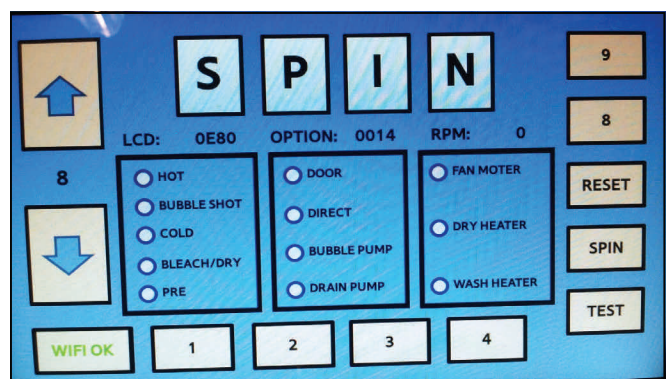 S P I N
9
LCD: 0E80 OPTION: 0014 RPM: 0
8
8
HOT
BUBBLE SHOT
COLD
BLEACH/DRY
PRE
DOOR
DIRECT
BUBBLE PUMP
DRAIN PUMP
FAN MOTER
DRY HEATER
WASH HEATER
RESET
SPIN
TEST
WIFI OK
1
2
3
4